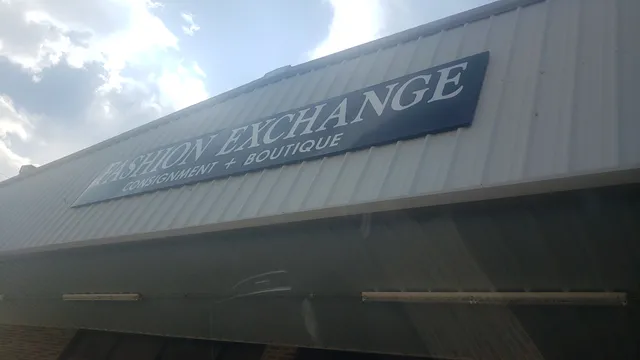 FASHION EXCHANGE
CONSIGNMENT + BOUTIQUE